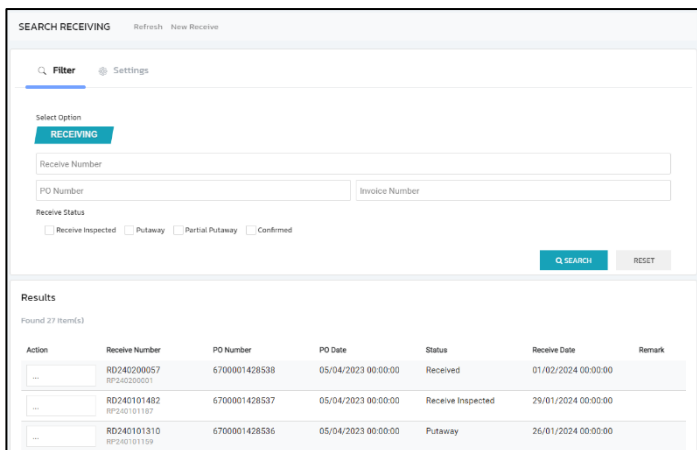 SEARCH RECEIVING Refresh New Receive
Filter Settings
Select Option
RECEIVING
Receive Number
PO Number Invoice Number
Receive Status
Receive Inspected Putaway Partial Putaway Confirmed
SEARCH RESET
Results
Found 27 Item(s)
Action Receive Number PO Number PO Date Status Receive Date Remark
... RD240200057 6700001428538 05/04/2023 00:00:00 Received 01/02/2024 00:00:00
RP240200001
... RD240101482 6700001428537 05/04/2023 00:00:00 Receive Inspected 29/01/2024 00:00:00
RP240101187
... RD240101310 6700001428536 05/04/2023 00:00:00 Putaway 26/01/2024 00:00:00
RP240101159